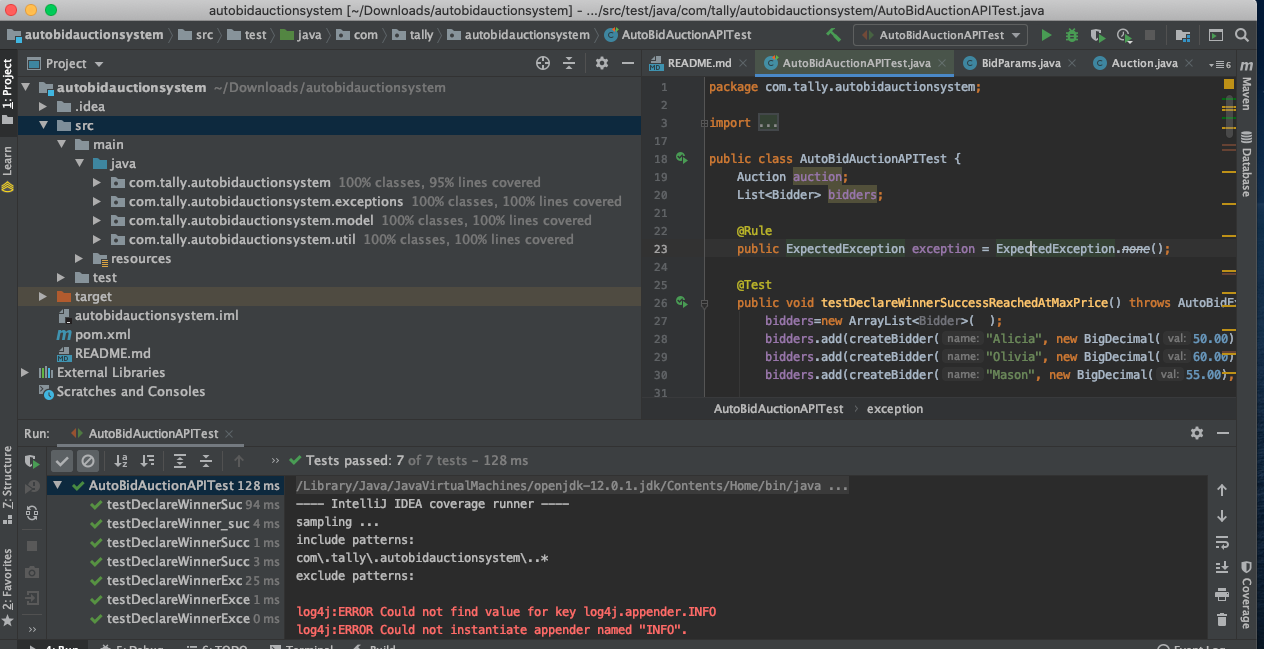 autobidauctionsystem [~/Downloads/autobidauctionsystem] - .../src/test/java/com/tally/autobidauctionsystem/AutoBidAuctionAPITest.java
autobidauctionsystem src test java com tally autobidauctionsystem AutoBidAuctionAPITest AutoBidAuctionAPITest
1: Project
Learn
Z: Structure
2: Favorites
Project
autobidauctionsystem ~/Downloads/autobidauctionsystem
.idea
src
main
java
com.tally.autobidauctionsystem 100% classes, 95% lines covered
com.tally.autobidauctionsystem.exceptions 100% classes, 100% lines covered
com.tally.autobidauctionsystem.model 100% classes, 100% lines covered
com.tally.autobidauctionsystem.util 100% classes, 100% lines covered
resources
test
target
autobidauctionsystem.iml
pom.xml
README.md
External Libraries
Scratches and Consoles
README.md AutoBidAuctionAPITest.java BidParams.java Auction.java 6
1 package com.tally.autobidauctionsystem;
2
3 import ...
17
18 public class AutoBidAuctionAPITest {
19 Auction auction;
20 List<Bidder> bidders;
21
22 @Rule
23 public ExpectedException exception = ExpectedException.none();
24
25 @Test
26 public void testDeclareWinnerSuccessReachedAtMaxPrice() throws AutoBidE
27 bidders=new ArrayList<Bidder>( );
28 bidders.add(createBidder( name: "Alicia", new BigDecimal( val: 50.00)
29 bidders.add(createBidder( name: "Olivia", new BigDecimal( val: 60.00)
30 bidders.add(createBidder( name: "Mason", new BigDecimal( val: 55.00),
31
AutoBidAuctionAPITest exception
Maven
Database
Coverage
Run: AutoBidAuctionAPITest
Tests passed: 7 of 7 tests – 128 ms
AutoBidAuctionAPITest 128 ms
testDeclareWinnerSuc 94 ms
testDeclareWinner_suc 4 ms
testDeclareWinnerSucc 1 ms
testDeclareWinnerSucc 3 ms
testDeclareWinnerExc 25 ms
testDeclareWinnerExce 1 ms
testDeclareWinnerExce 0 ms
/Library/Java/JavaVirtualMachines/openjdk-12.0.1.jdk/Contents/Home/bin/java ...
---- IntelliJ IDEA coverage runner ----
sampling ...
include patterns:
com\.tally\.autobidauctionsystem\..*
exclude patterns:
log4j:ERROR Could not find value for key log4j.appender.INFO
log4j:ERROR Could not instantiate appender named "INFO".
4: Run 5: Debug 6: TODO Terminal Build Event Log